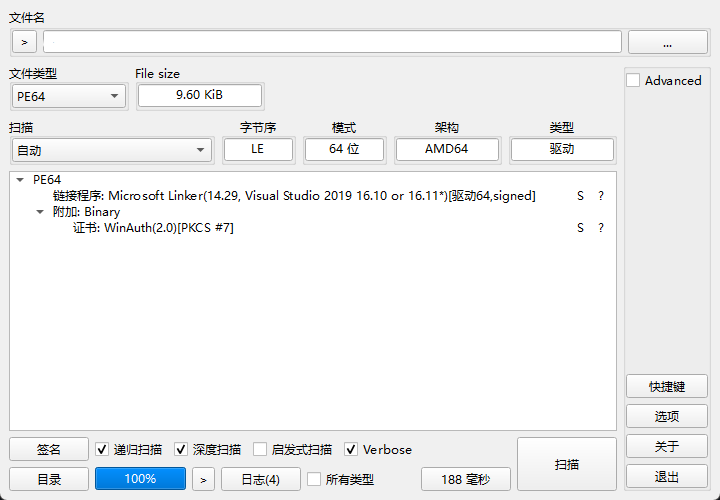 文件名
> ...
文件类型 File size
PE64 9.60 KiB
Advanced
扫描 字节序 模式 架构 类型
自动 LE 64 位 AMD64 驱动
PE64
链接程序: Microsoft Linker(14.29, Visual Studio 2019 16.10 or 16.11*)[驱动64,signed] S ?
附加: Binary
证书: WinAuth(2.0)[PKCS #7] S ?
快捷键
选项
关于
退出
签名 递归扫描 深度扫描 启发式扫描 Verbose
扫描
目录 100% > 日志(4) 所有类型 188 毫秒